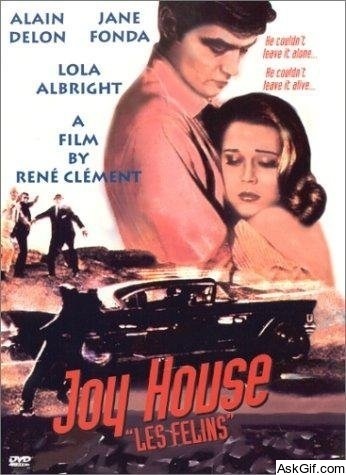 ALAIN JANE
DELON FONDA
LOLA
ALBRIGHT
A
FILM
BY
RENÉ CLÉMENT
He couldn't
leave it alone...
He couldn't
leave it alive...
Joy House
"LES FELINS"
DVD
AskGif.com